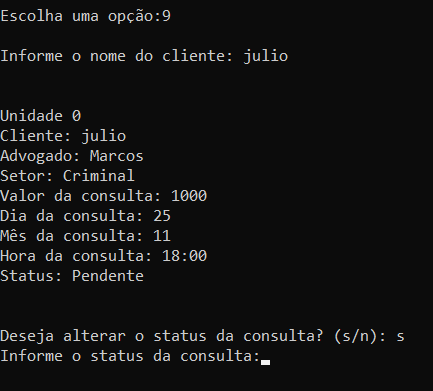 Escolha uma opção:9
Informe o nome do cliente: julio
Unidade 0
Cliente: julio
Advogado: Marcos
Setor: Criminal
Valor da consulta: 1000
Dia da consulta: 25
Mês da consulta: 11
Hora da consulta: 18:00
Status: Pendente
Deseja alterar o status da consulta? (s/n): s
Informe o status da consulta: